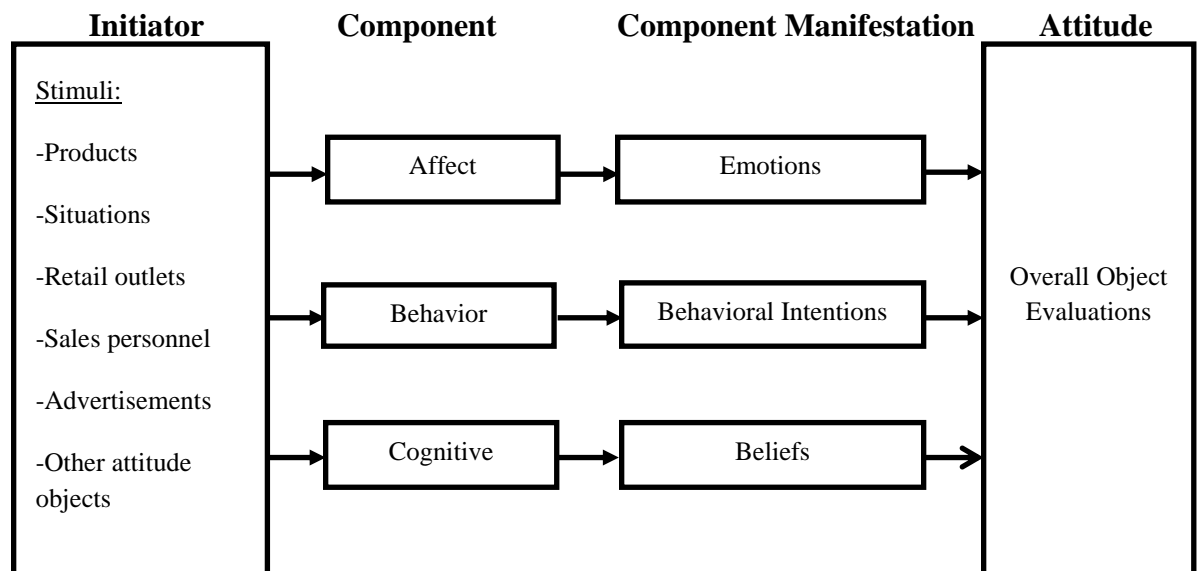 Initiator Component Component Manifestation Attitude
Stimuli:
-Products
-Situations
-Retail outlets
-Sales personnel
-Advertisements
-Other attitude
objects
Affect
Emotions
Behavior
Behavioral Intentions
Cognitive
Beliefs
Overall Object
Evaluations